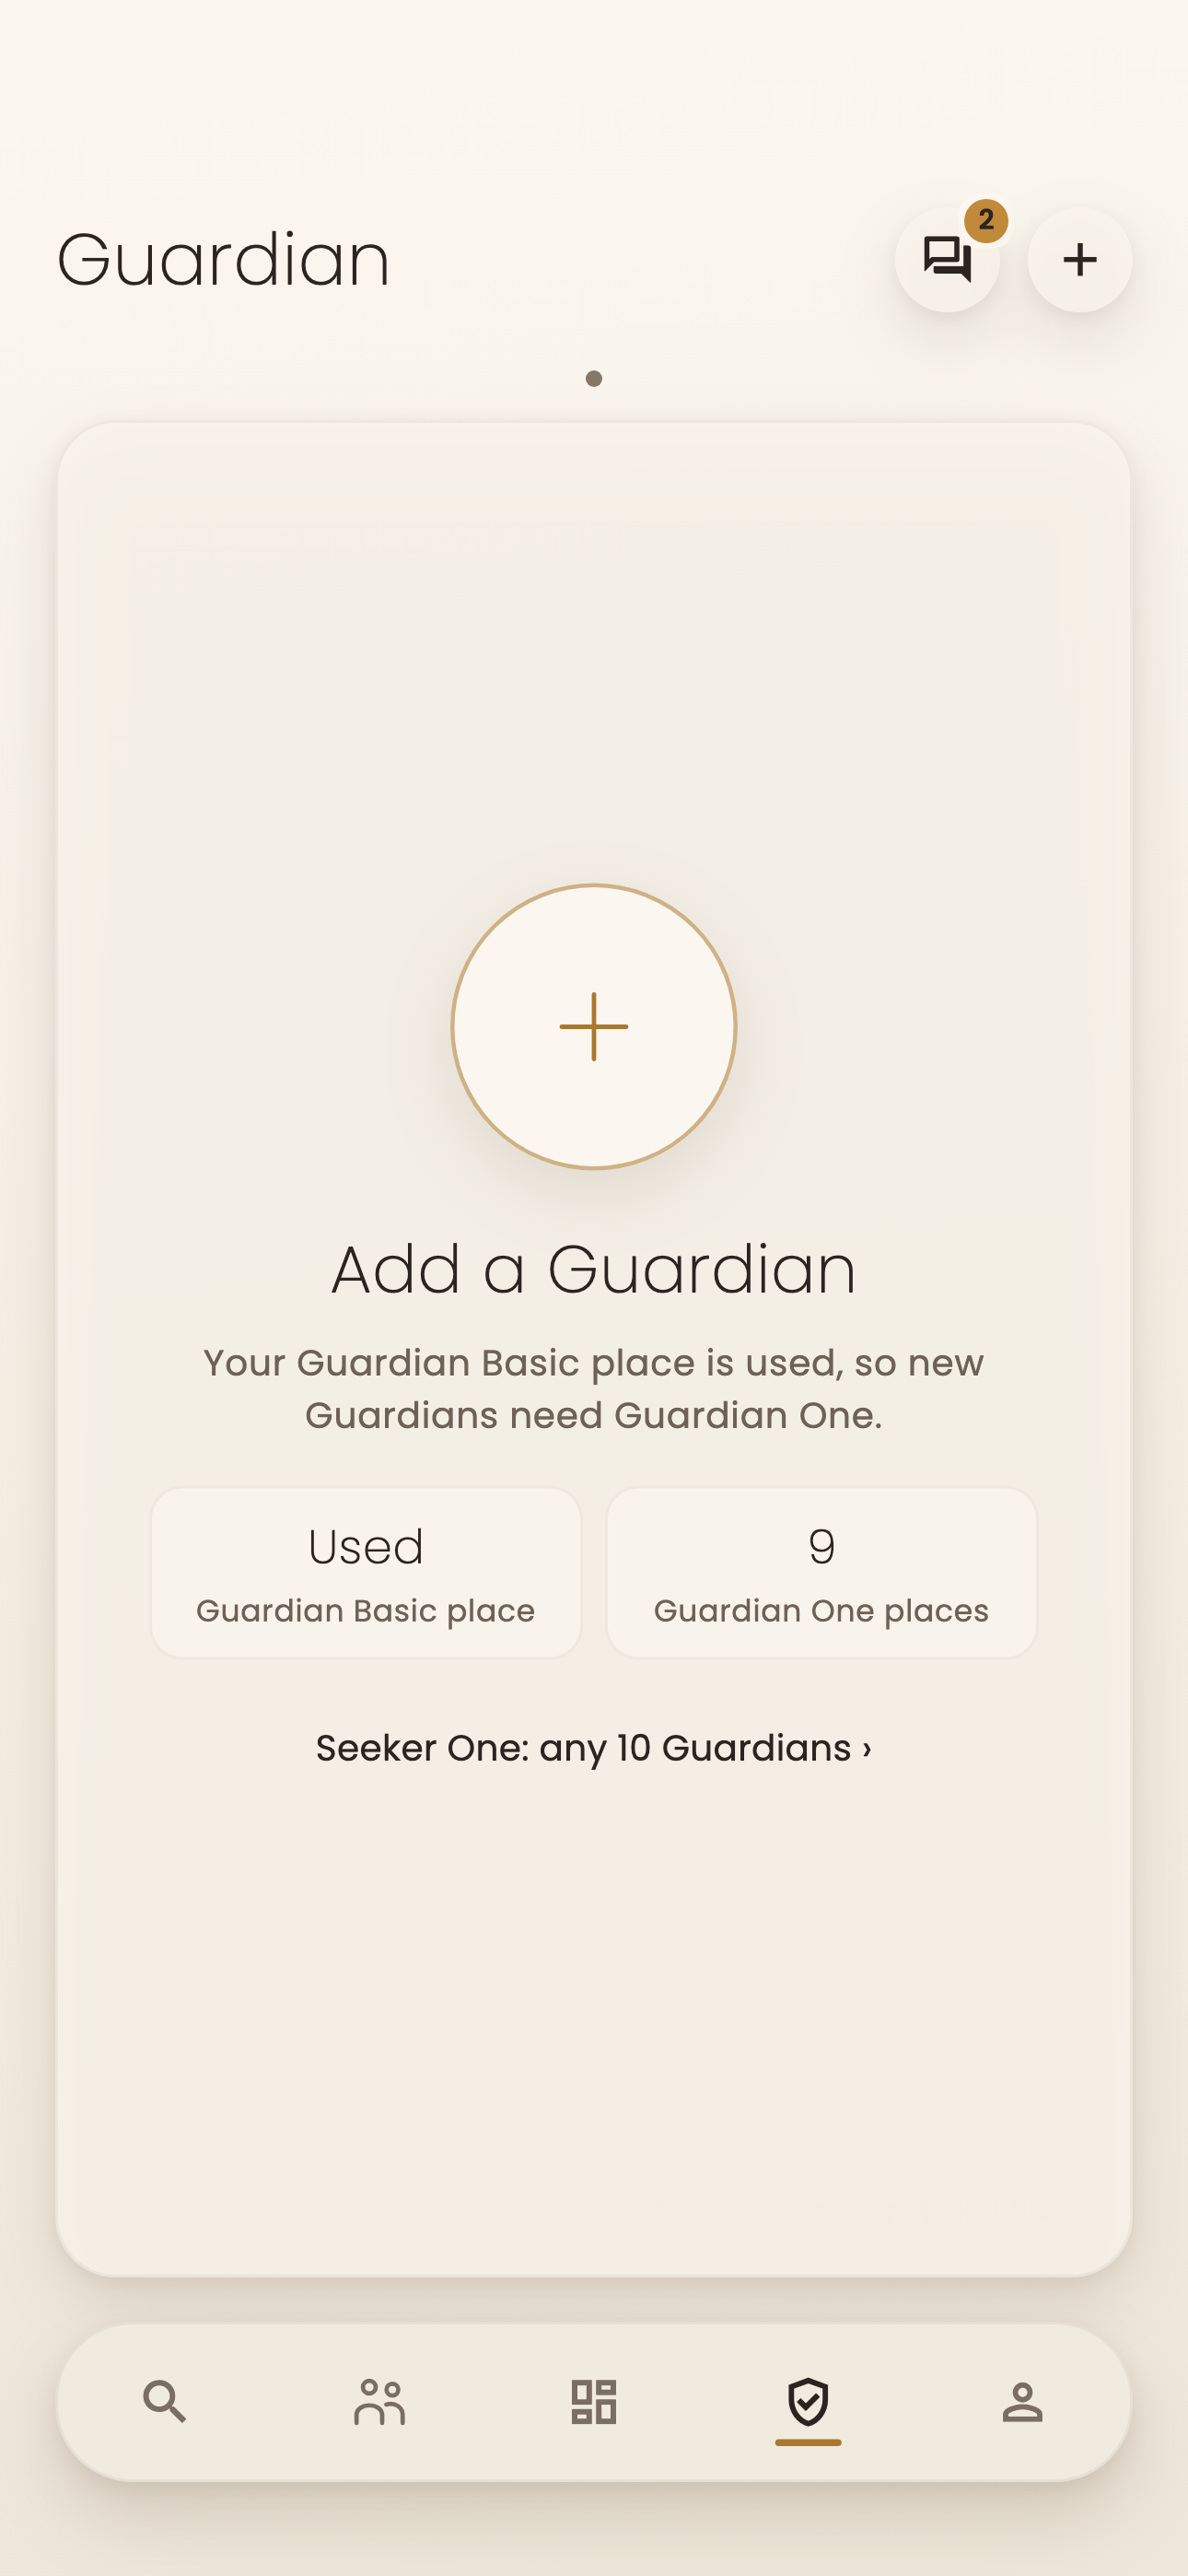 Guardian
2
Add a Guardian
Your Guardian Basic place is used, so new
Guardians need Guardian One.
Used
Guardian Basic place
9
Guardian One places
Seeker One: any 10 Guardians ›